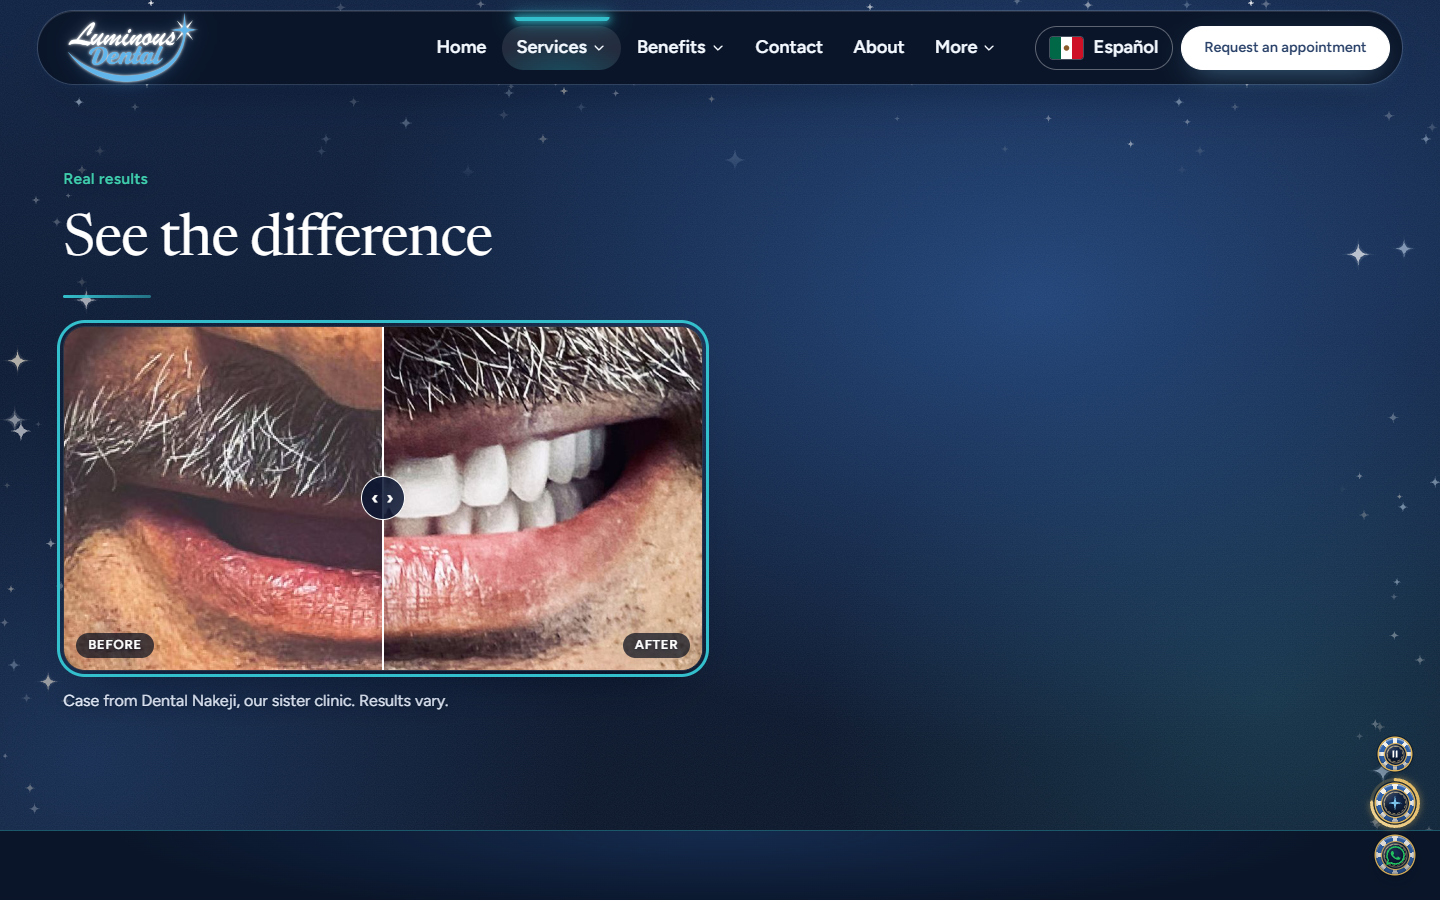 Luminous
Dental
Home
Services
Benefits
Contact
About
More
Español
Request an appointment
Real results
See the difference
BEFORE
AFTER
Case from Dental Nakeji, our sister clinic. Results vary.